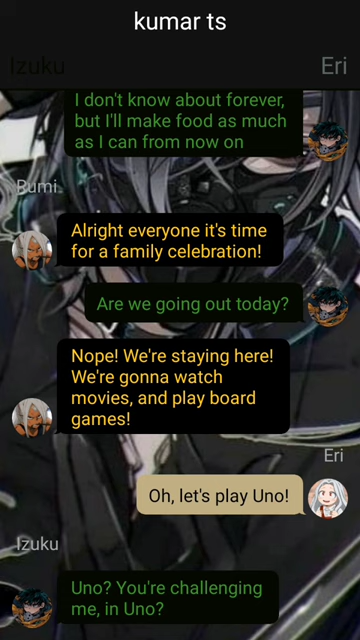 kumar ts
Izuku
Eri
I don't know about forever,
but I'll make food as much
as I can from now on
Rumi
Alright everyone it's time
for a family celebration!
Are we going out today?
Nope! We're staying here!
We're gonna watch
movies, and play board
games!
Eri
Oh, let's play Uno!
Izuku
Uno? You're challenging
me, in Uno?